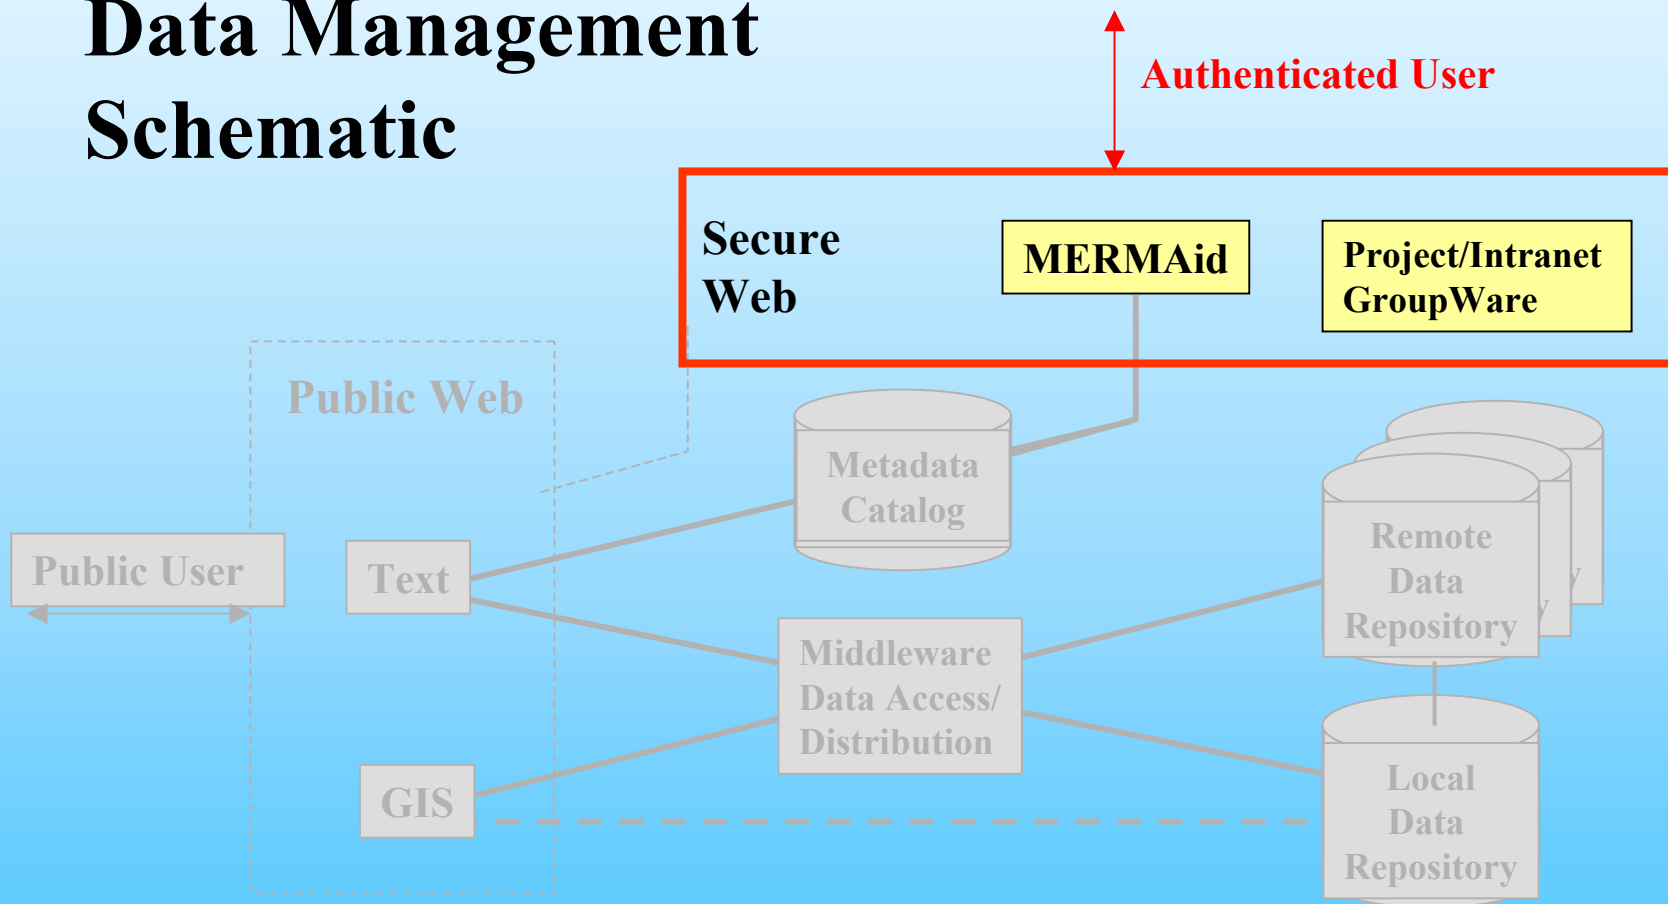 Data Management
Schematic
Authenticated User
Secure
Web
MERMAid
Project/Intranet
GroupWare
Public Web
Metadata
Catalog
Public User
Text
Remote
Data
Repository
y
y
Middleware
Data Access/
Distribution
GIS
Local
Data
Repository